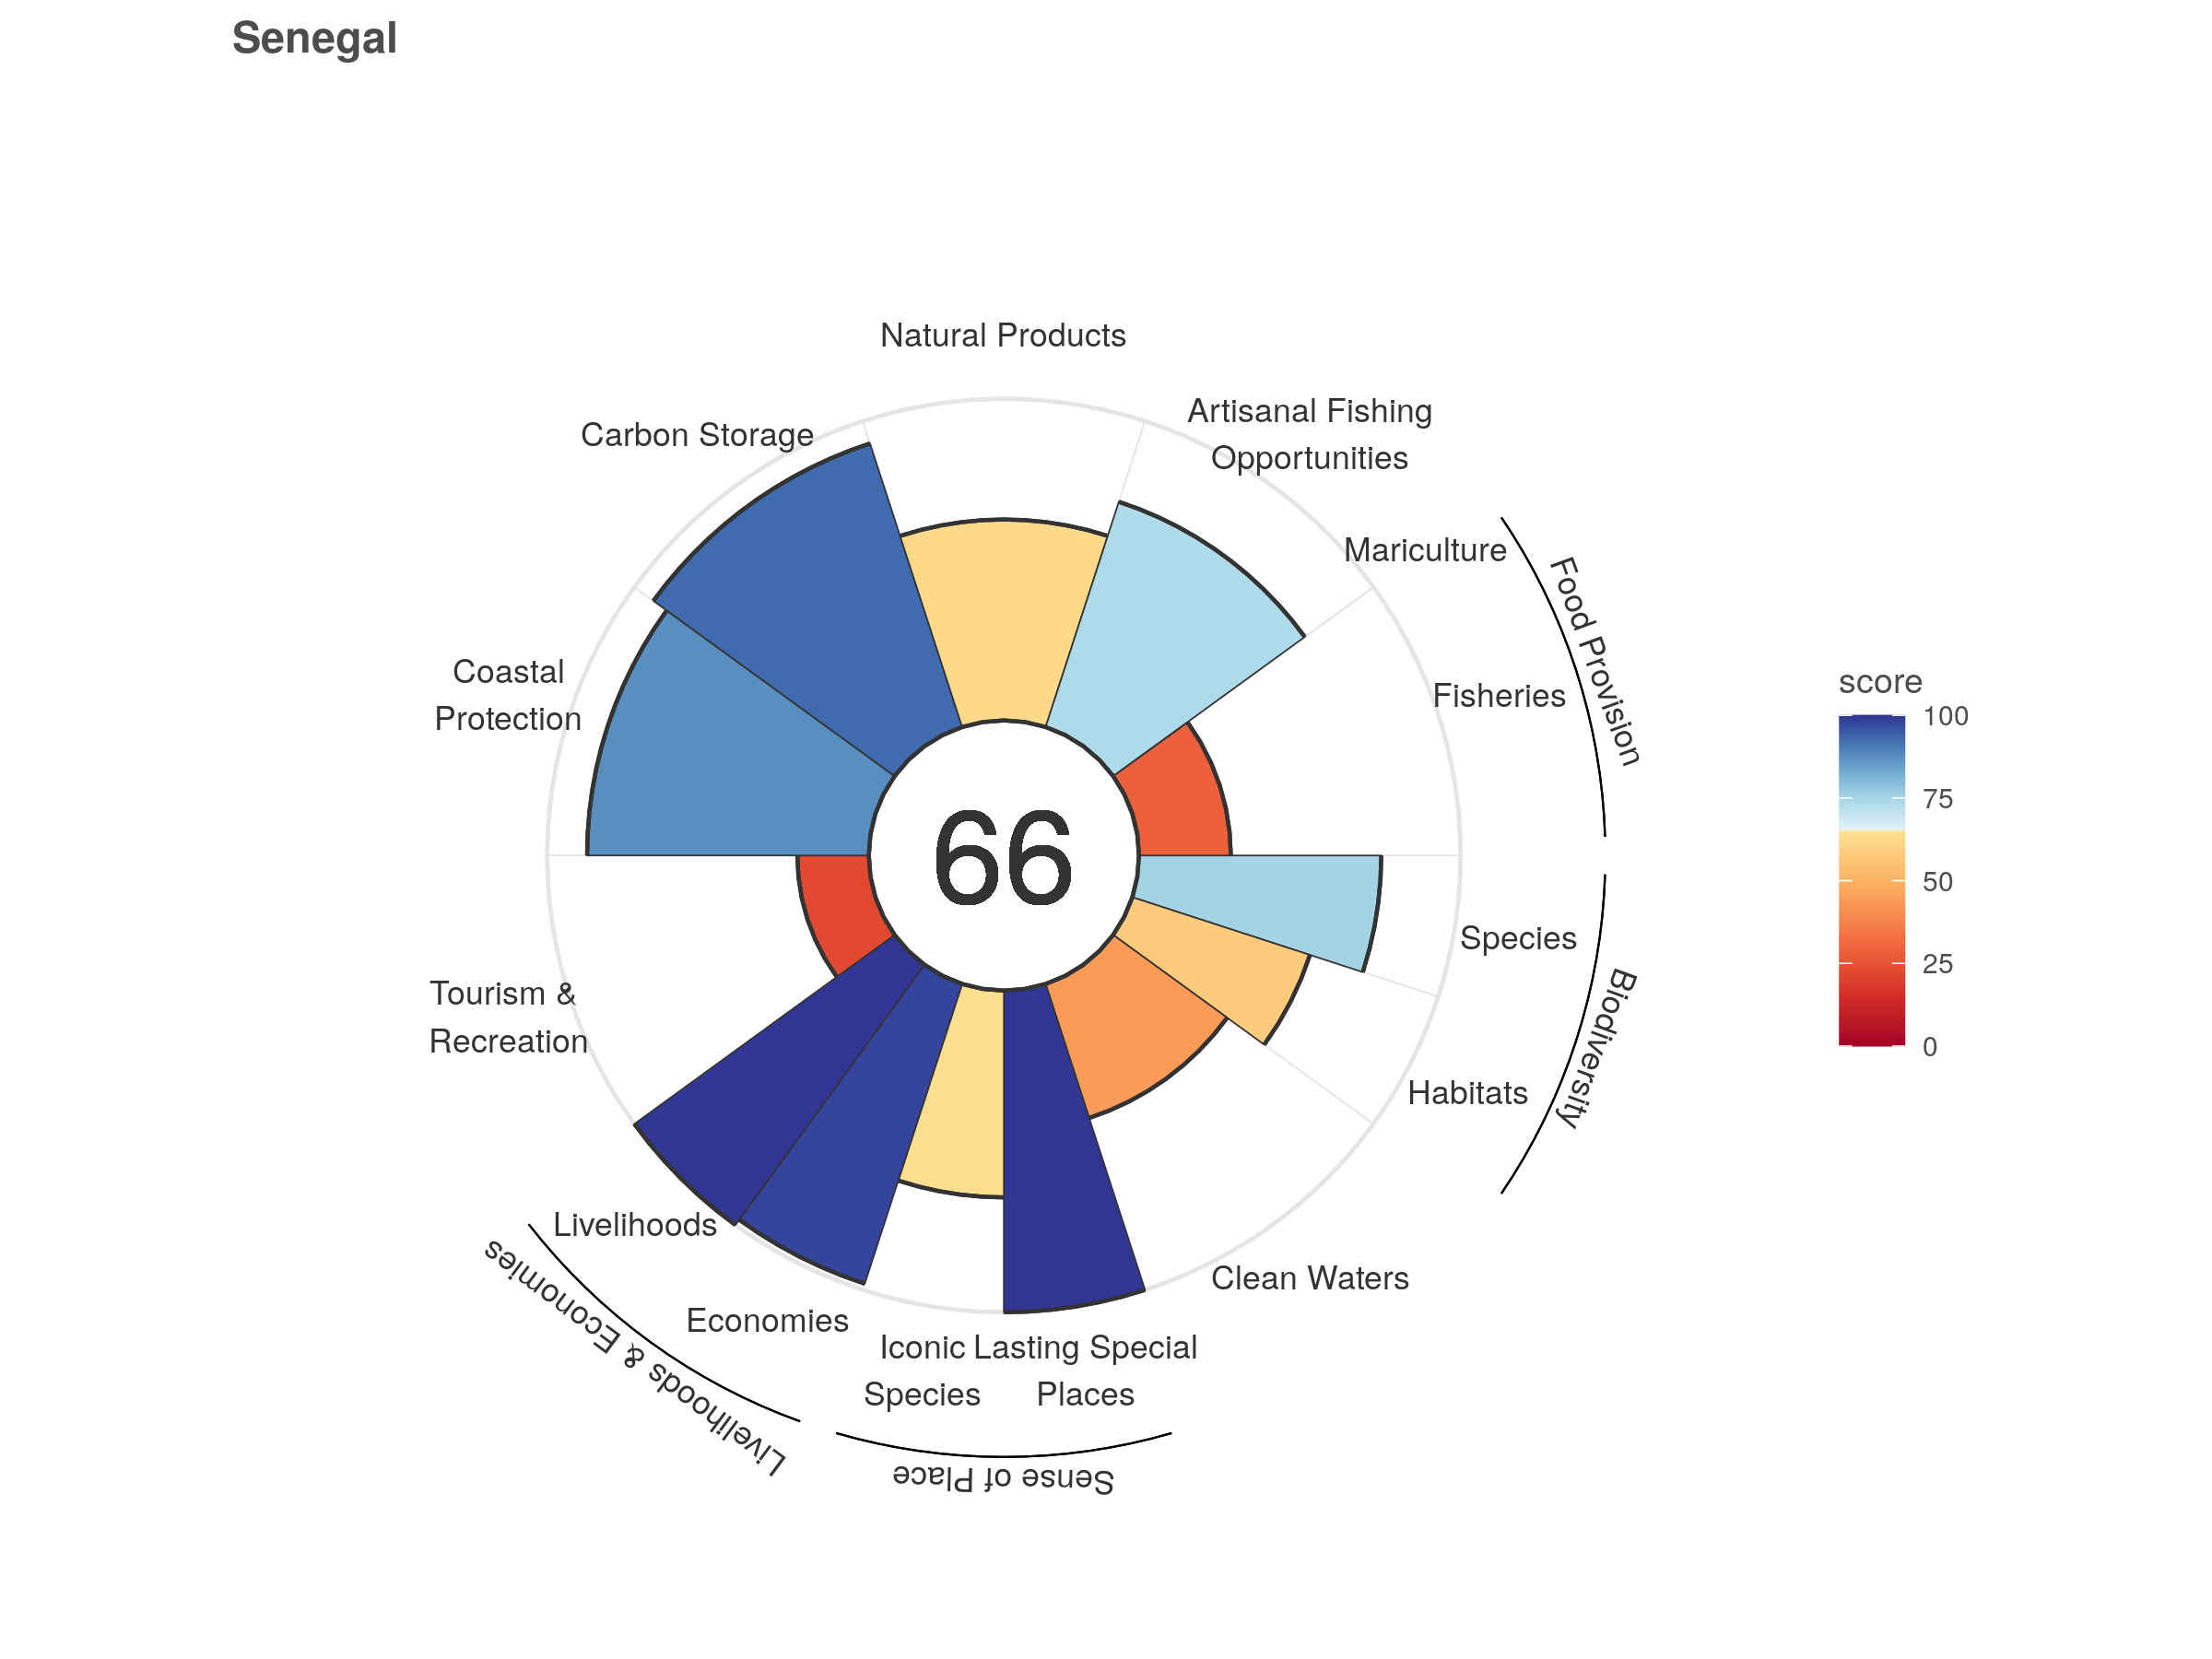 Senegal
Natural Products
Artisanal Fishing
Opportunities
Carbon Storage
Mariculture
Food Provision
Fisheries
Coastal
Protection
score
100
75
50
25
0
66
Species
Biodiversity
Habitats
Tourism &
Recreation
Livelihoods
Clean Waters
Economies
Iconic
Species
Lasting Special
Places
Livelihoods & Economies
Sense of Place